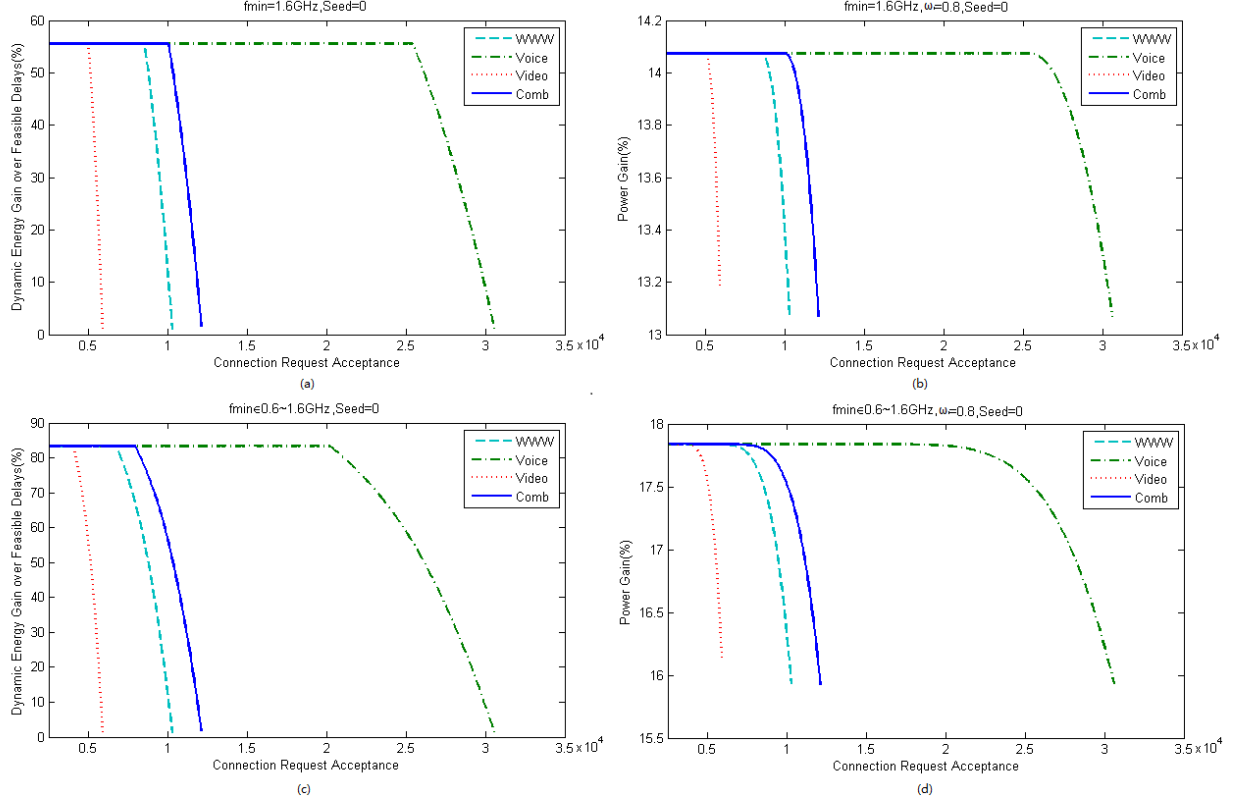 fmin=1.6GHz,Seed=0
Dynamic Energy Gain over Feasible Delays(%)
60
50
40
30
20
10
0
0.5
1
1.5
2
2.5
3
3.5 x 10^4
Connection Request Acceptance
WWW
Voice
Video
Comb
(a)
fmin=1.6GHz,ωr=0.8,Seed=0
Power Gain(%)
14.2
14
13.8
13.6
13.4
13.2
13
0.5
1
1.5
2
2.5
3
3.5 x 10^4
Connection Request Acceptance
WWW
Voice
Video
Comb
(b)
fmin∈0.6~1.6GHz,Seed=0
Dynamic Energy Gain over Feasible Delays(%)
90
80
70
60
50
40
30
20
10
0
0.5
1
1.5
2
2.5
3
3.5 x 10^4
Connection Request Acceptance
WWW
Voice
Video
Comb
(c)
fmin∈0.6~1.6GHz,ωr=0.8,Seed=0
Power Gain(%)
18
17.5
17
16.5
16
15.5
0.5
1
1.5
2
2.5
3
3.5 x 10^4
Connection Request Acceptance
WWW
Voice
Video
Comb
(d)